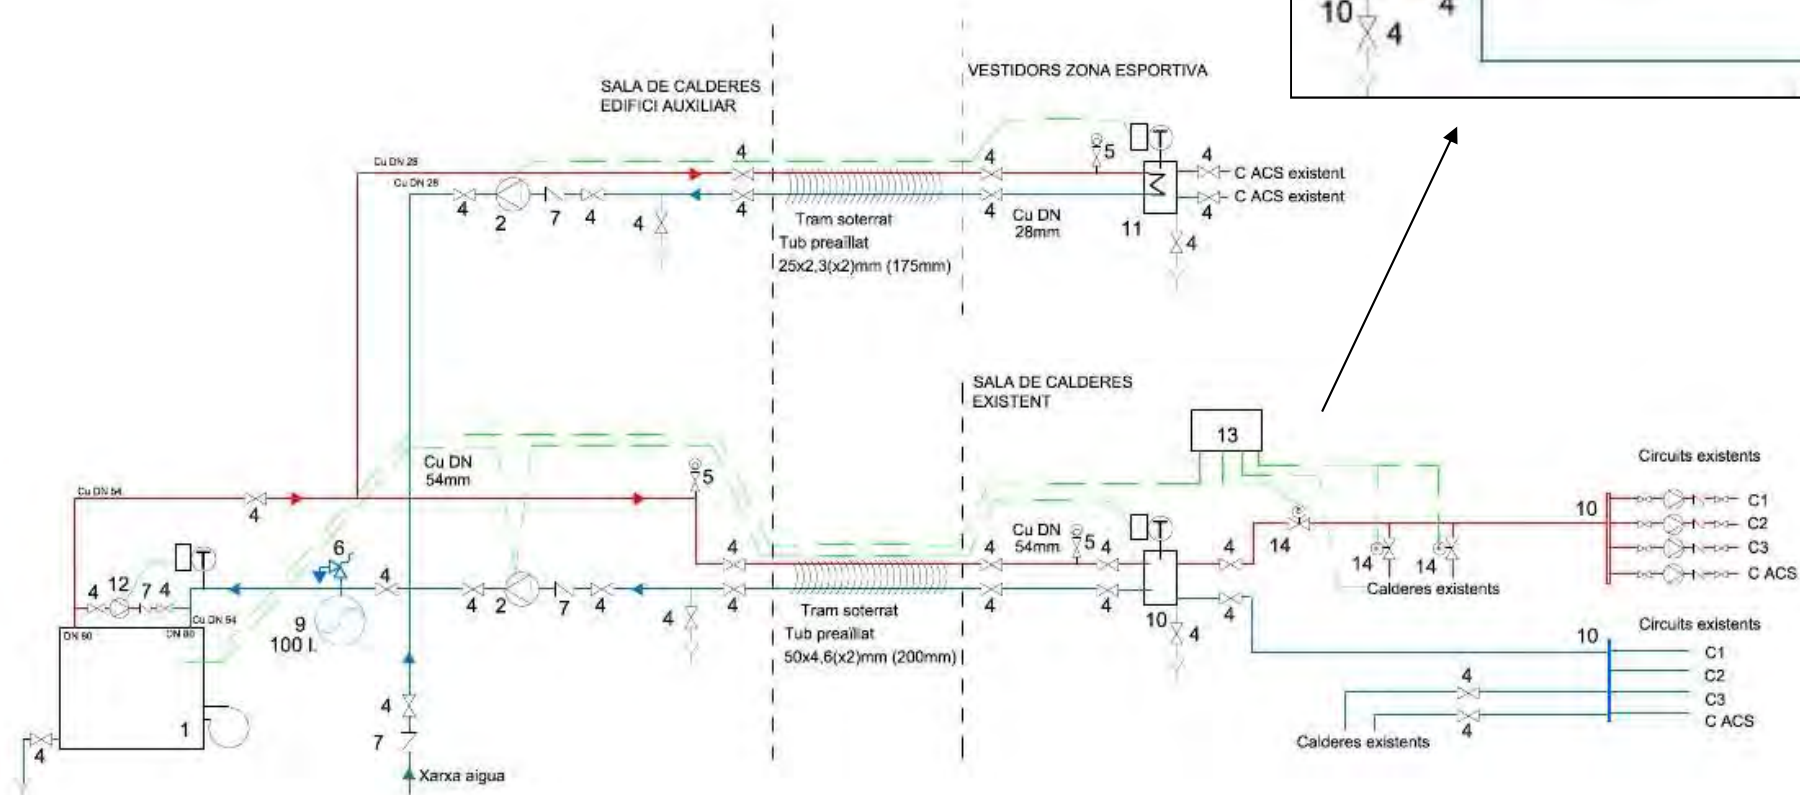 10
4
4
VESTIDORS ZONA ESPORTIVA
SALA DE CALDERES
EDIFICI AUXILIAR
T
5
4
4
4
Cu DN 28
C ACS existent
Cu DN 28
C ACS existent
4
2
7
4
4
4
4
4
Cu DN
28mm
11
4
Tram soterrat
Tub preaïllat
25x2,3(x2)mm (175mm)
SALA DE CALDERES
EXISTENT
13
Cu DN
54mm
5
Circuits existents
Cu DN 54
4
10
C1
C2
C3
C ACS
Cu DN
54mm
5
4
T
4
14
14
14
Calderes existents
4
4
6
T
4
12
7
4
4
4
2
7
4
4
4
4
4
4
Cu DN 54
DN 80
DN 80
9
100 l.
Tram soterrat
Tub preaïllat
50x4,6(x2)mm (200mm)
10
4
10
Circuits existents
C1
C2
C3
C ACS
4
4
Calderes existents
1
4
4
7
Xarxa aigua